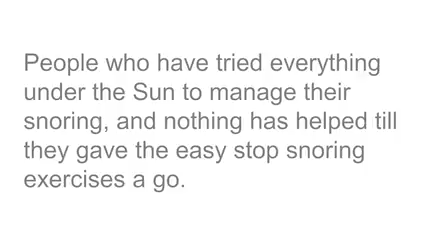 People who have tried everything
under the Sun to manage their
snoring, and nothing has helped till
they gave the easy stop snoring
exercises a go.